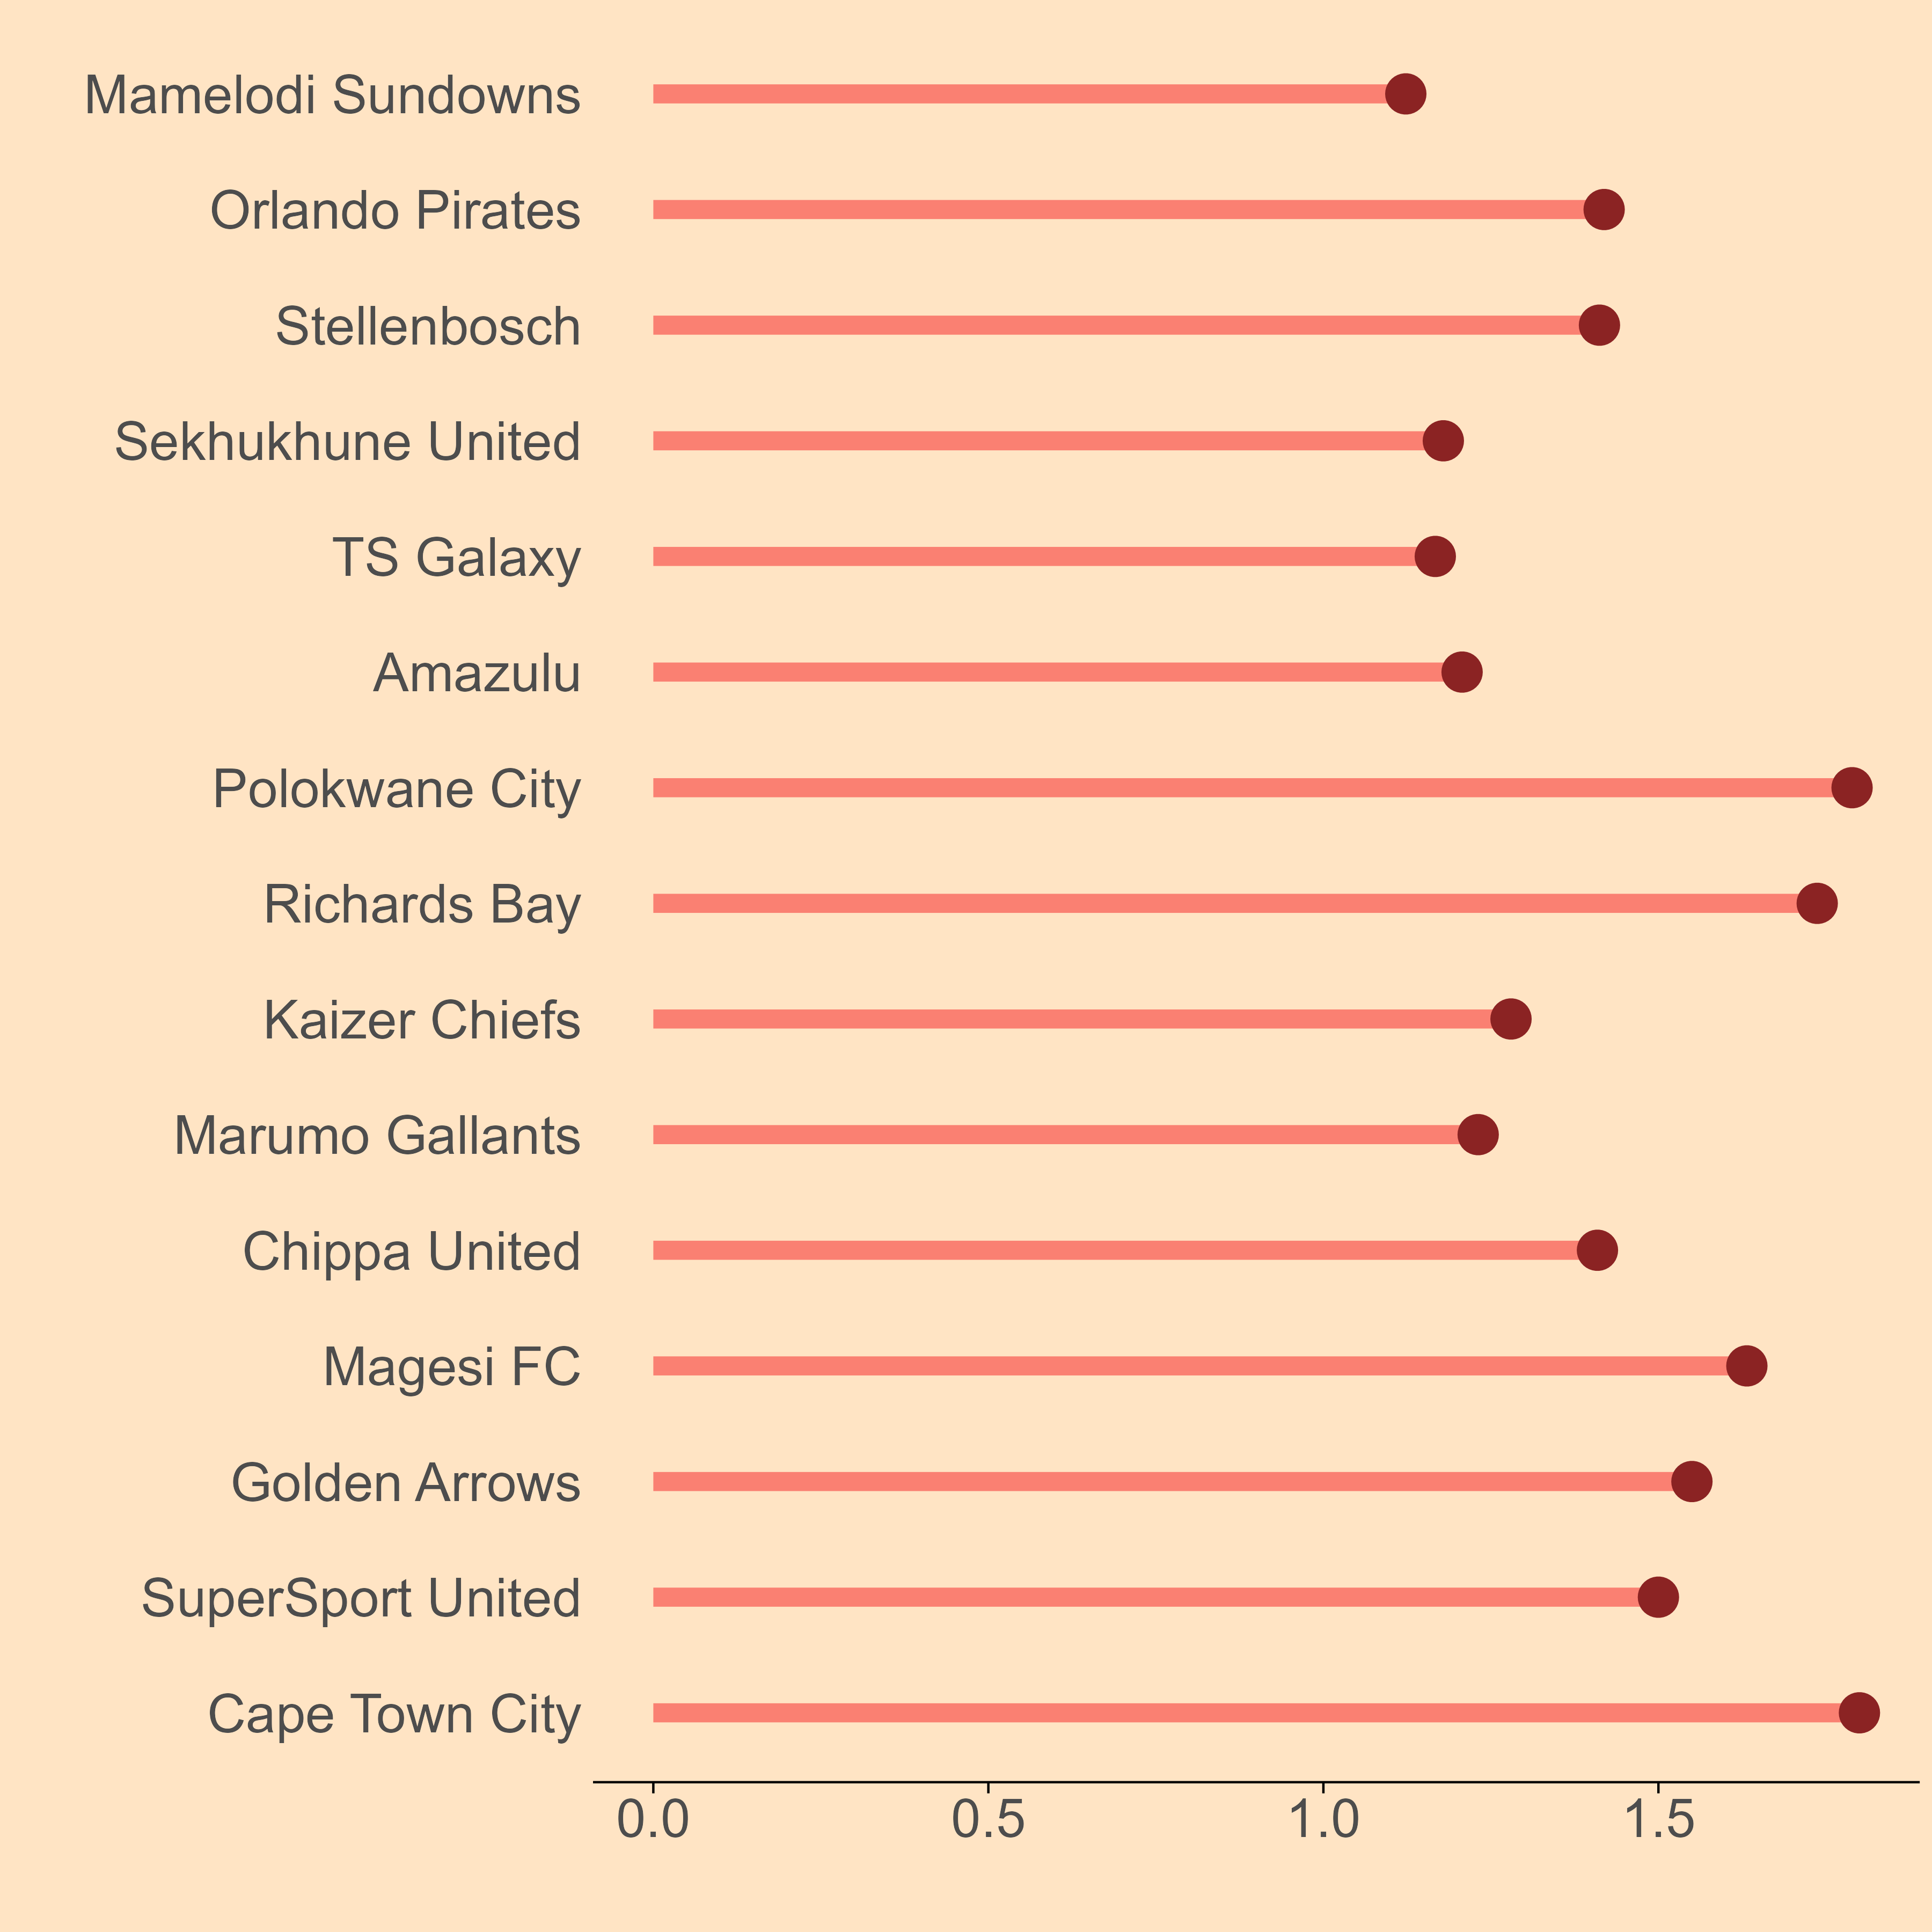 Mamelodi Sundowns
Orlando Pirates
Stellenbosch
Sekhukhune United
TS Galaxy
Amazulu
Polokwane City
Richards Bay
Kaizer Chiefs
Marumo Gallants
Chippa United
Magesi FC
Golden Arrows
SuperSport United
Cape Town City
0.0 0.5 1.0 1.5